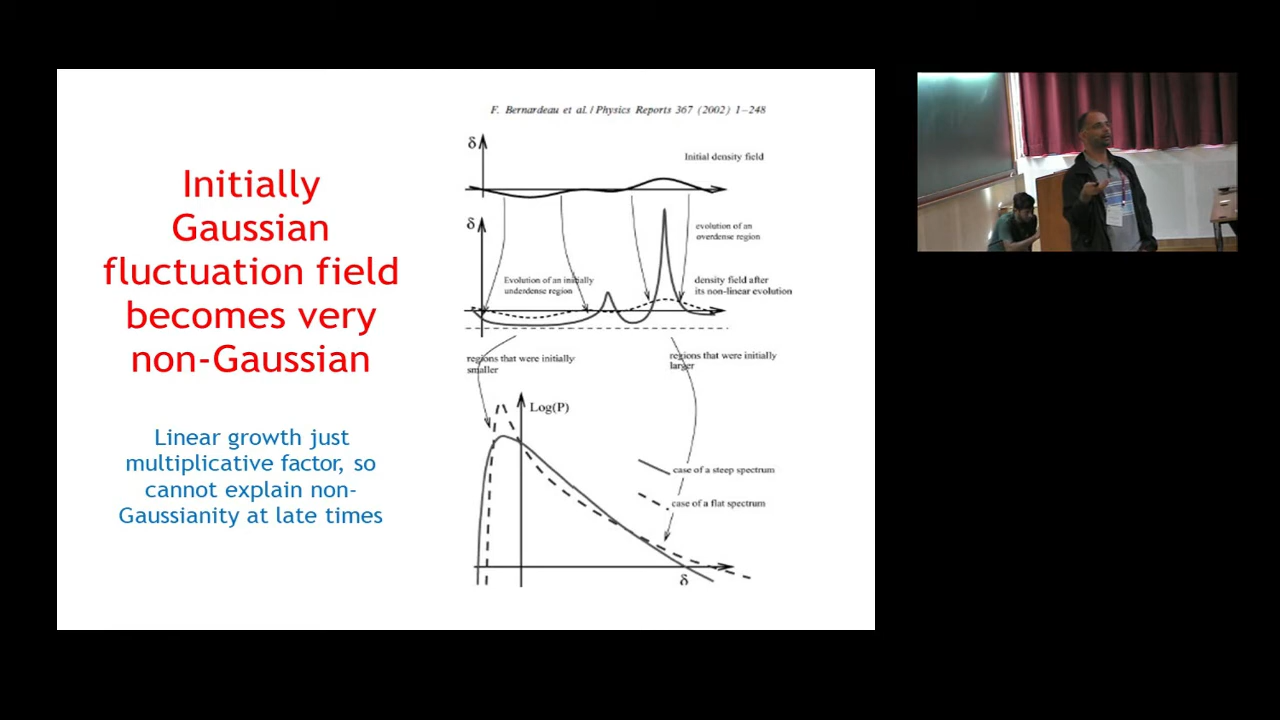 Initially
Gaussian
fluctuation field
becomes very
non-Gaussian
Linear growth just
multiplicative factor, so
cannot explain non-
Gaussianity at late times
F. Bernardeau et al. / Physics Reports 367 (2002) 1–248
δ
Initial density field
δ
evolution of an
overdense region
Evolution of an initially
underdense region
density field after
its non-linear evolution
regions that were initially
smaller
regions that were initially
larger
Log(P)
case of a steep spectrum
case of a flat spectrum
δ